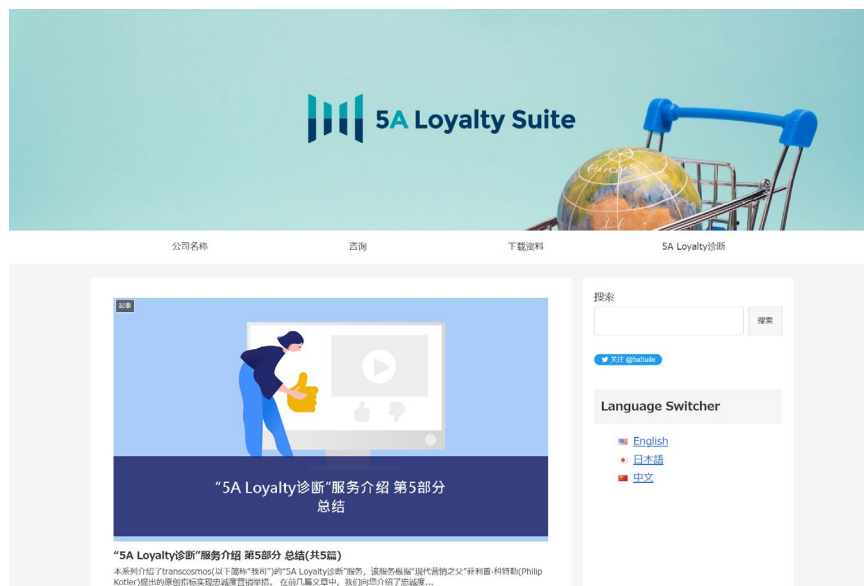 5A Loyalty Suite
公司名称
咨询
下载资料
5A Loyalty诊断
記事
“5A Loyalty诊断”服务介绍 第5部分
总结
“5A Loyalty诊断”服务介绍 第5部分 总结(共5篇)
本系列介绍了transcosmos(以下简称“我司”)的“5A Loyalty诊断”服务，该服务根据“现代营销之父”菲利普·科特勒(Philip
Kotler)提出的原创指标实现忠诚度营销举措。 在前几篇文章中，我们向您介绍了忠诚度...
搜索
搜索
关注 @5aSuite
Language Switcher
English
日本語
中文